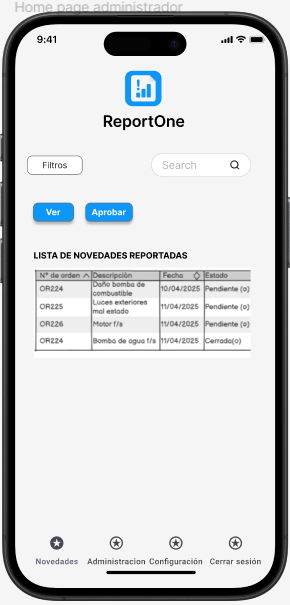 Home page administrador
9:41
ReportOne
Filtros
Search
Ver
Aprobar
LISTA DE NOVEDADES REPORTADAS
N° de orden Descripción Fecha Estado
OR224 Daño bomba de combustible 10/04/2025 Pendiente (o)
OR225 Luces exteriores mal estado 11/04/2025 Pendiente (o)
OR226 Motor f/s 11/04/2025 Pendiente (o)
OR224 Bomba de agua f/s 11/04/2025 Cerrado(o)
Novedades Administracion Configuración Cerrar sesión